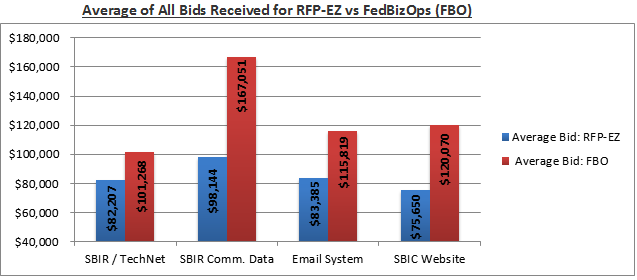 Average of All Bids Received for RFP-EZ vs FedBizOps (FBO)
$180,000
$160,000
$140,000
$120,000
$100,000
$80,000
$60,000
$40,000
$82,207
$101,268
$98,144
$167,051
$83,385
$115,819
$75,650
$120,070
SBIR / TechNet
SBIR Comm. Data
Email System
SBIC Website
Average Bid: RFP-EZ
Average Bid: FBO